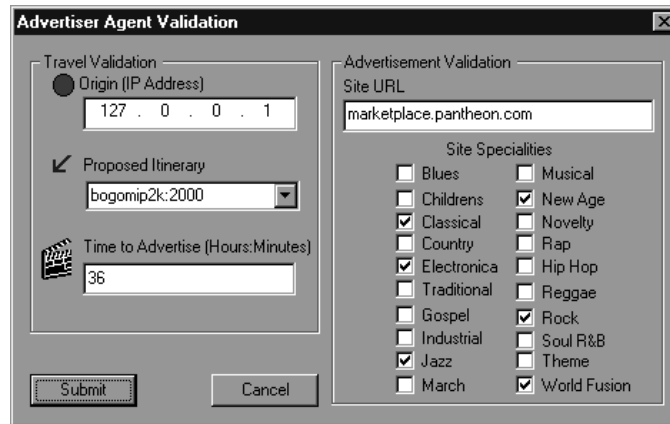 Advertiser Agent Validation
Travel Validation
Origin (IP Address)
127 . 0 . 0 . 1
Proposed Itinerary
bogomip2k:2000
Time to Advertise (Hours:Minutes)
36
Submit
Cancel
Advertisement Validation
Site URL
marketplace.pantheon.com
Site Specialities
Blues
Childrens
Classical
Country
Electronica
Traditional
Gospel
Industrial
Jazz
March
Musical
New Age
Novelty
Rap
Hip Hop
Reggae
Rock
Soul R&B
Theme
World Fusion